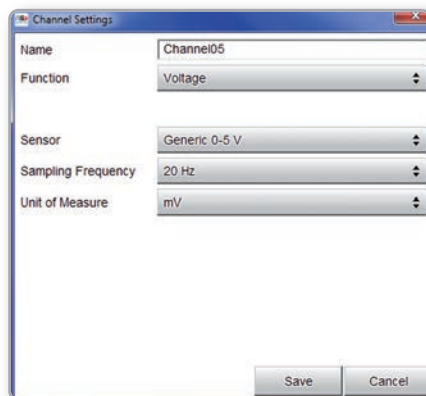 Channel Settings
Name Channel05
Function Voltage
Sensor Generic 0-5 V
Sampling Frequency 20 Hz
Unit of Measure mV
Save Cancel